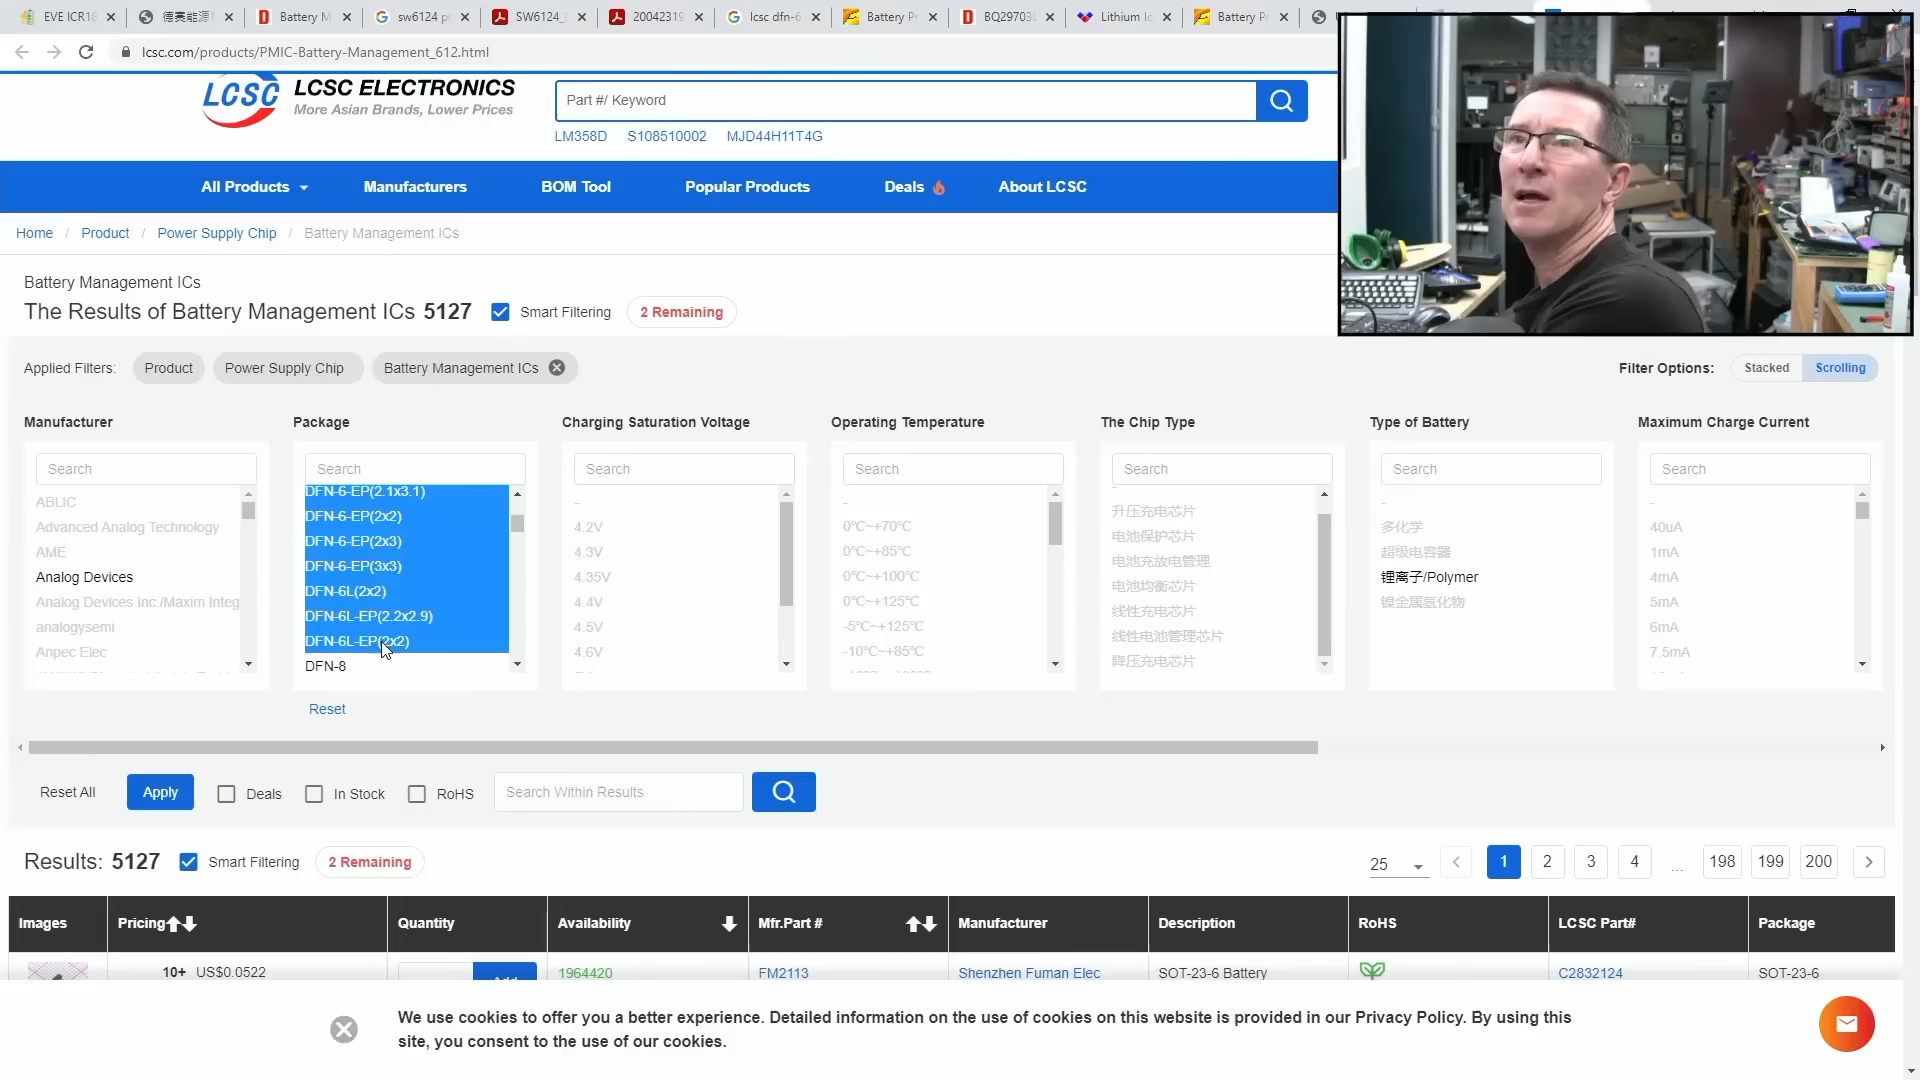 EVE ICR18
德赛能源
Battery M
sw6124 p
SW6124_
20042319
lcsc dfn-6
Battery P
BQ29703
Lithium Ic
Battery P
lcsc.com/products/PMIC-Battery-Management_612.html
LCSC
LCSC ELECTRONICS
More Asian Brands, Lower Prices
Part #/ Keyword
LM358D
S108510002
MJD44H11T4G
All Products
Manufacturers
BOM Tool
Popular Products
Deals
About LCSC
Home / Product / Power Supply Chip / Battery Management ICs
Battery Management ICs
The Results of Battery Management ICs 5127
Smart Filtering
2 Remaining
Applied Filters:
Product
Power Supply Chip
Battery Management ICs
Filter Options:
Stacked
Scrolling
Manufacturer
Search
ABLIC
Advanced Analog Technology
AME
Analog Devices
Analog Devices Inc./Maxim Integ
analogysemi
Anpec Elec
Package
Search
DFN-6-EP(2.1x3.1)
DFN-6-EP(2x2)
DFN-6-EP(2x3)
DFN-6-EP(3x3)
DFN-6L(2x2)
DFN-6L-EP(2.2x2.9)
DFN-6L-EP(2x2)
DFN-8
Reset
Charging Saturation Voltage
Search
-
4.2V
4.3V
4.35V
4.4V
4.5V
4.6V
Operating Temperature
Search
-
0℃~+70℃
0℃~+85℃
0℃~+100℃
0℃~+125℃
-5℃~+125℃
-10℃~+85℃
The Chip Type
Search
-
升压充电芯片
电池保护芯片
电池充放电管理
电池均衡芯片
线性充电芯片
线性电池管理芯片
降压充电芯片
Type of Battery
Search
-
多化学
超级电容器
锂离子/Polymer
镍金属氢化物
Maximum Charge Current
Search
-
40uA
1mA
4mA
5mA
6mA
7.5mA
Reset All
Apply
Deals
In Stock
RoHS
Search Within Results
Results: 5127
Smart Filtering
2 Remaining
25
1
2
3
4
...
198
199
200
Images
Pricing
Quantity
Availability
Mfr.Part #
Manufacturer
Description
RoHS
LCSC Part#
Package
10+ US$0.0522
Add
1964420
FM2113
Shenzhen Fuman Elec
SOT-23-6 Battery
C2832124
SOT-23-6
We use cookies to offer you a better experience. Detailed information on the use of cookies on this website is provided in our Privacy Policy. By using this
site, you consent to the use of our cookies.